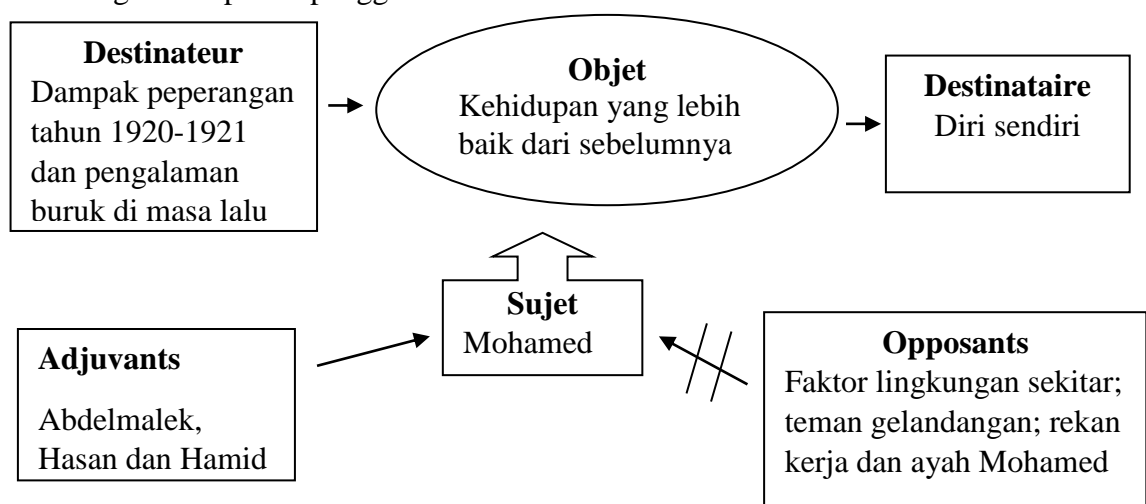 Destinateur
Dampak peperangan
tahun 1920-1921
dan pengalaman
buruk di masa lalu
Objet
Kehidupan yang lebih
baik dari sebelumnya
Destinataire
Diri sendiri
Adjuvants
Abdelmalek,
Hasan dan Hamid
Sujet
Mohamed
Opposants
Faktor lingkungan sekitar;
teman gelandangan; rekan
kerja dan ayah Mohamed